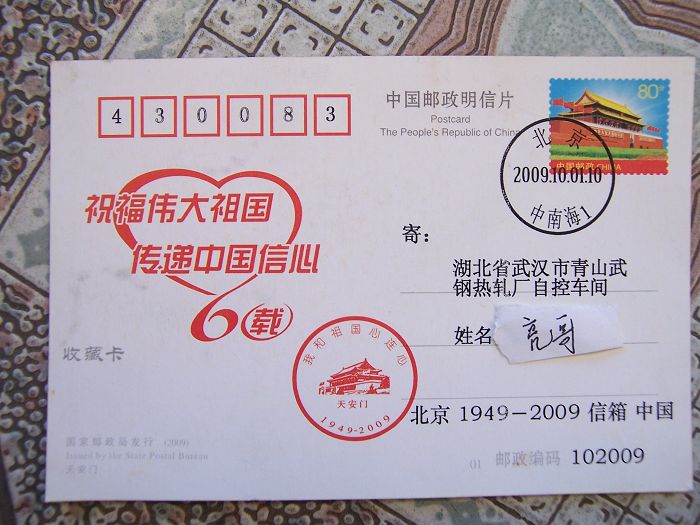 430083
中国邮政明信片
Postcard
The People's Republic of China
80分
中国邮政 CHINA
北京
2009.10.01.10
中南海1
祝福伟大祖国
传递中国信心
60载
收藏卡
寄：
湖北省武汉市青山武
钢热轧厂自控车间
姓名 亮哥
我和祖国心连心
天安门
1949-2009
北京 1949-2009 信箱 中国
国家邮政局发行 (2009)
Issued by the State Postal Bureau
天安门
01 邮政编码 102009